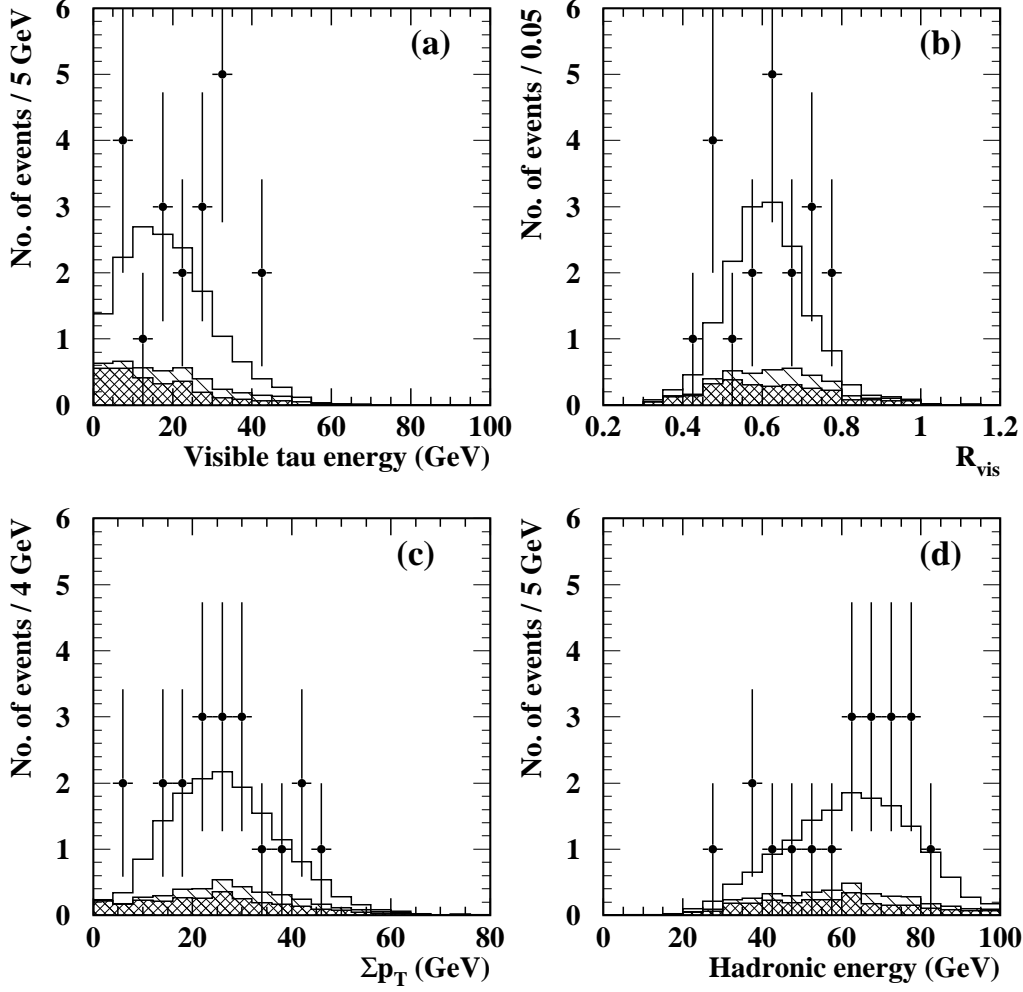 No. of events / 5 GeV
6
5
4
3
2
1
0
(a)
0 20 40 60 80 100
Visible tau energy (GeV)
No. of events / 0.05
6
5
4
3
2
1
0
(b)
0.2 0.4 0.6 0.8 1 1.2
R_vis
No. of events / 4 GeV
6
5
4
3
2
1
0
(c)
0 20 40 60 80
Σp_T (GeV)
No. of events / 5 GeV
6
5
4
3
2
1
0
(d)
0 20 40 60 80 100
Hadronic energy (GeV)